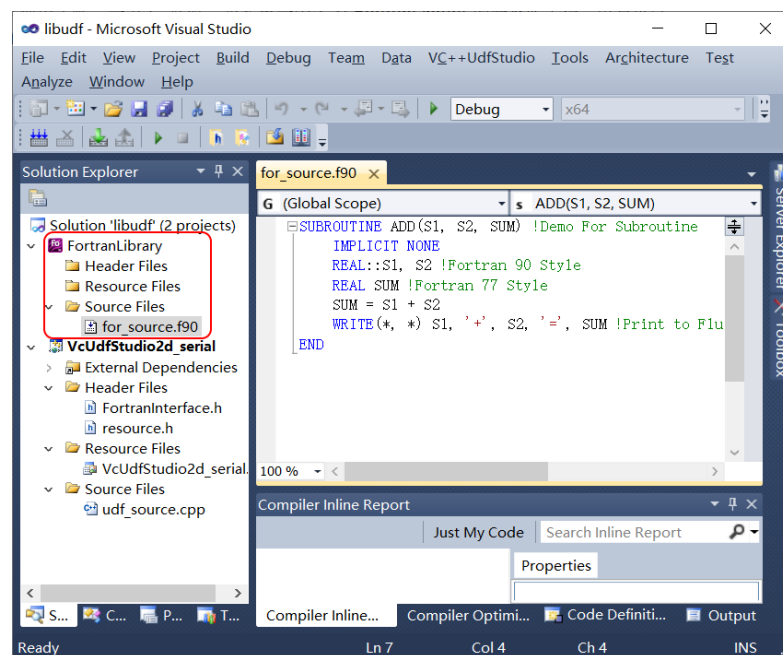 libudf - Microsoft Visual Studio
File Edit View Project Build Debug Team Data VC++UdfStudio Tools Architecture Test
Analyze Window Help
Debug x64
Solution Explorer
Solution 'libudf' (2 projects)
FortranLibrary
Header Files
Resource Files
Source Files
for_source.f90
VcUdfStudio2d_serial
External Dependencies
Header Files
FortranInterface.h
resource.h
Resource Files
VcUdfStudio2d_serial.
Source Files
udf_source.cpp
S... C... P... T...
for_source.f90
(Global Scope) ADD(S1, S2, SUM)
SUBROUTINE ADD(S1, S2, SUM) !Demo For Subroutine
IMPLICIT NONE
REAL::S1, S2 !Fortran 90 Style
REAL SUM !Fortran 77 Style
SUM = S1 + S2
WRITE(*, *) S1, '+', S2, '=', SUM !Print to Flu
END
100 %
Compiler Inline Report
Just My Code Search Inline Report
Properties
Compiler Inline... Compiler Optimi... Code Definiti... Output
Server Explorer
Toolbox
Ready Ln 7 Col 4 Ch 4 INS